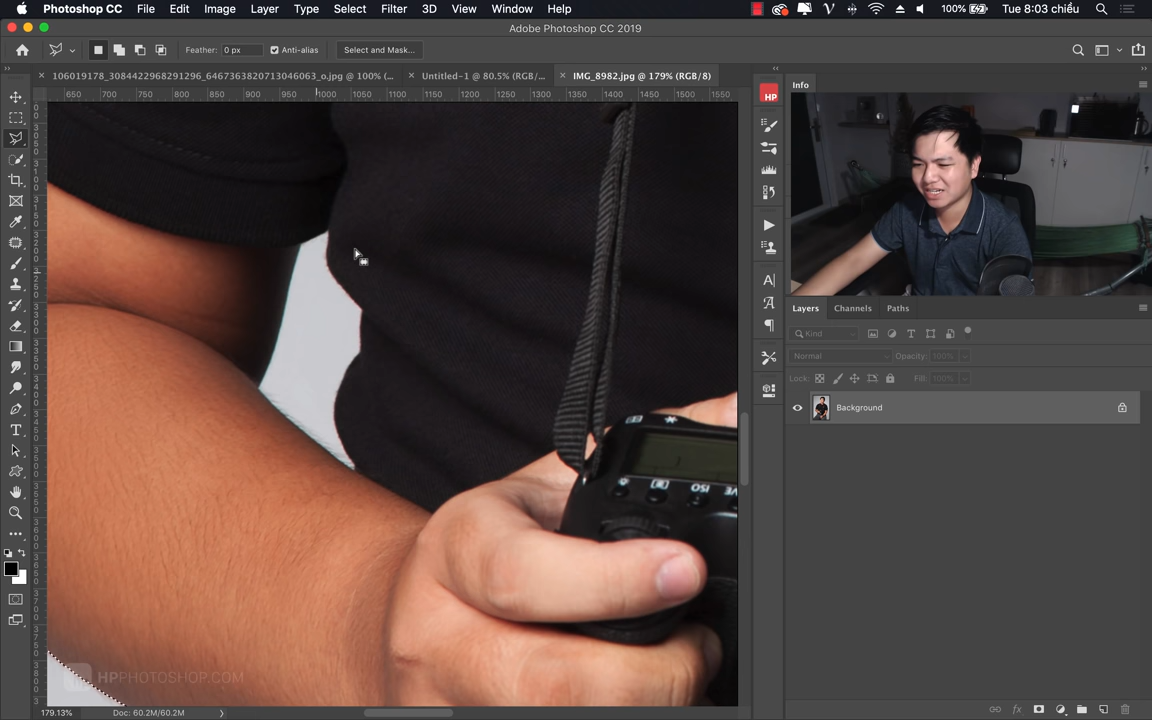 Photoshop CC File Edit Image Layer Type Select Filter 3D View Window Help 100% Tue 8:03 chiều
Adobe Photoshop CC 2019
Feather: 0 px Anti-alias Select and Mask...
106019178_3084422968291296_6467363820713046063_o.jpg @ 100% (... Untitled-1 @ 80.5% (RGB/... IMG_8982.jpg @ 179% (RGB/8)
650 700 750 800 850 900 950 1000 1050 1100 1150 1200 1250 1300 1350 1400 1450 1500 1550
HP
Info
Layers Channels Paths
Kind
Normal Opacity: 100%
Lock: Fill: 100%
Background
ISO
HPPHOTOSHOP.COM
179.13% Doc: 60.2M/60.2M